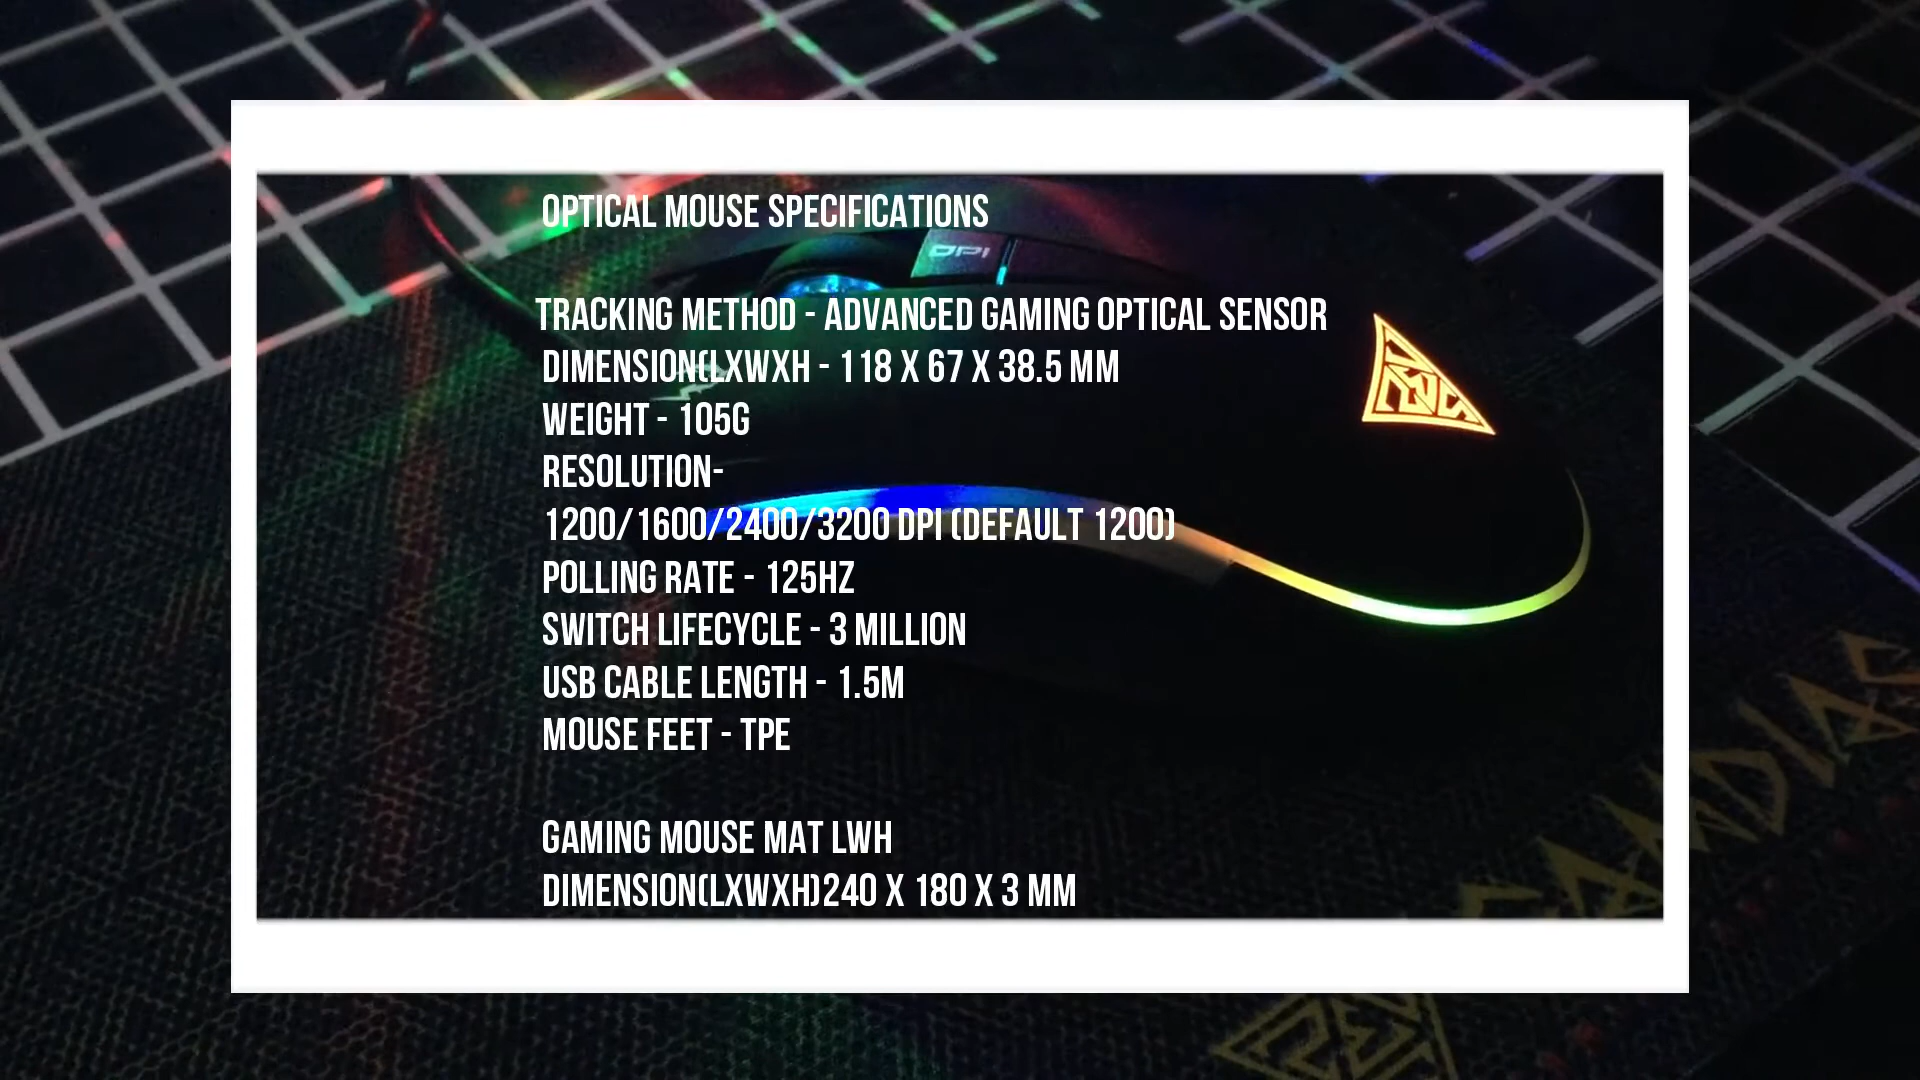 OPTICAL MOUSE SPECIFICATIONS
DPI
TRACKING METHOD - ADVANCED GAMING OPTICAL SENSOR
DIMENSION(LXWXH - 118 X 67 X 38.5 MM
WEIGHT - 105G
RESOLUTION-
1200/1600/2400/3200 DPI (DEFAULT 1200)
POLLING RATE - 125HZ
SWITCH LIFECYCLE - 3 MILLION
USB CABLE LENGTH - 1.5M
MOUSE FEET - TPE
GAMING MOUSE MAT LWH
DIMENSION(LXWXH)240 X 180 X 3 MM